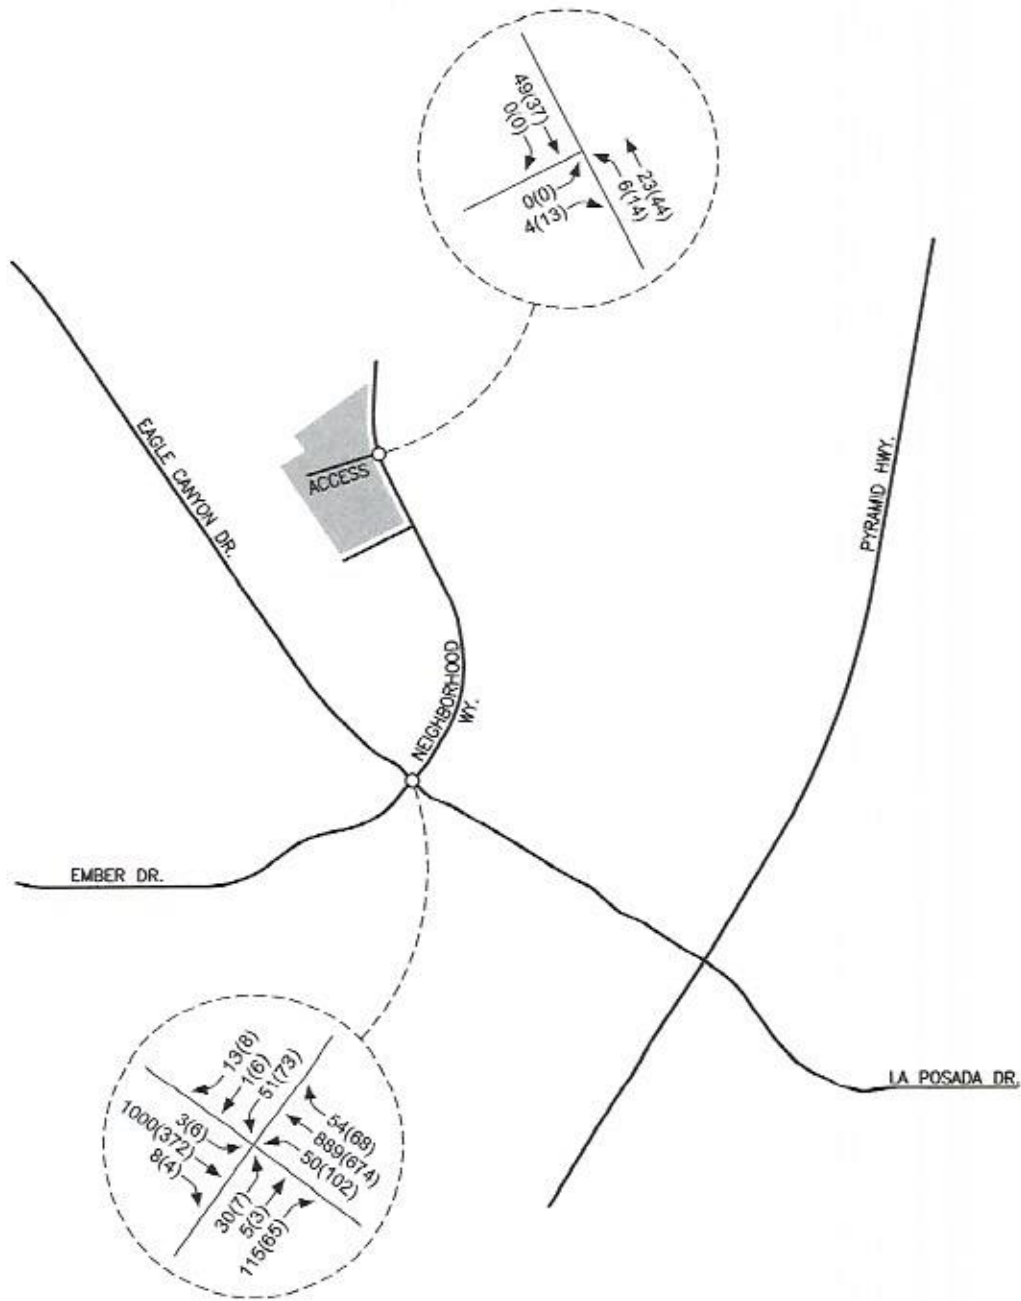 49(37)
0(0)
0(0)
4(13)
23(44)
6(14)
EAGLE CANYON DR.
ACCESS
PYRAMID HWY.
NEIGHBORHOOD
WY.
EMBER DR.
LA POSADA DR.
13(8)
1(6)
51(73)
3(6)
1000(372)
8(4)
54(68)
889(674)
50(102)
30(7)
5(3)
115(65)